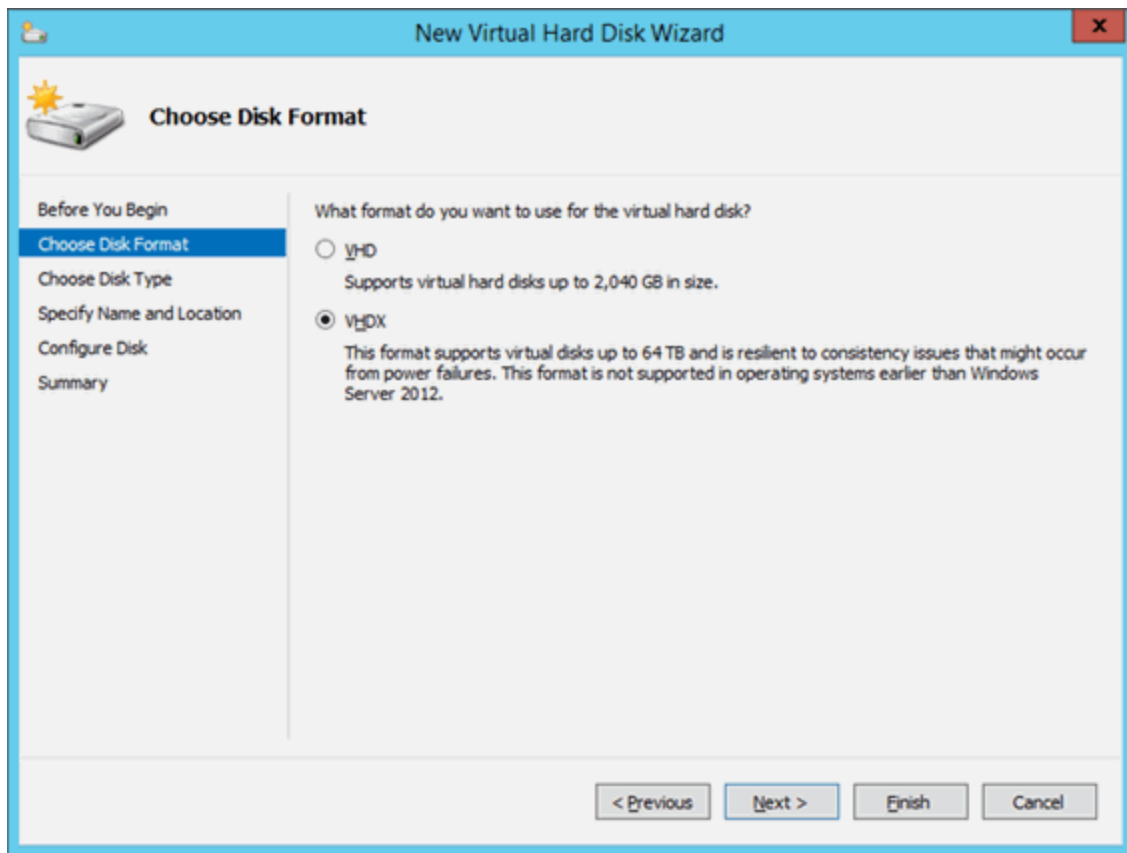 New Virtual Hard Disk Wizard
x
Choose Disk Format
Before You Begin
Choose Disk Format
Choose Disk Type
Specify Name and Location
Configure Disk
Summary
What format do you want to use for the virtual hard disk?
VHD
Supports virtual hard disks up to 2,040 GB in size.
VHDX
This format supports virtual disks up to 64 TB and is resilient to consistency issues that might occur
from power failures. This format is not supported in operating systems earlier than Windows
Server 2012.
< Previous
Next >
Finish
Cancel